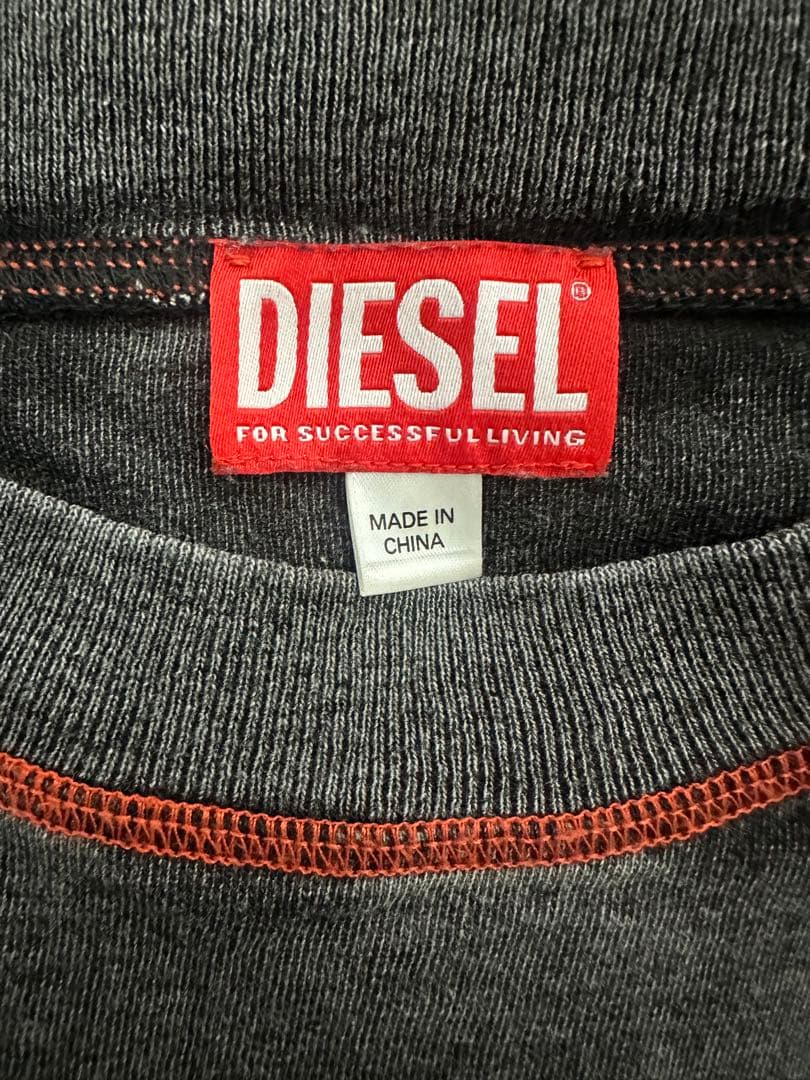 DIESEL®
FOR SUCCESSFUL LIVING
MADE IN
CHINA